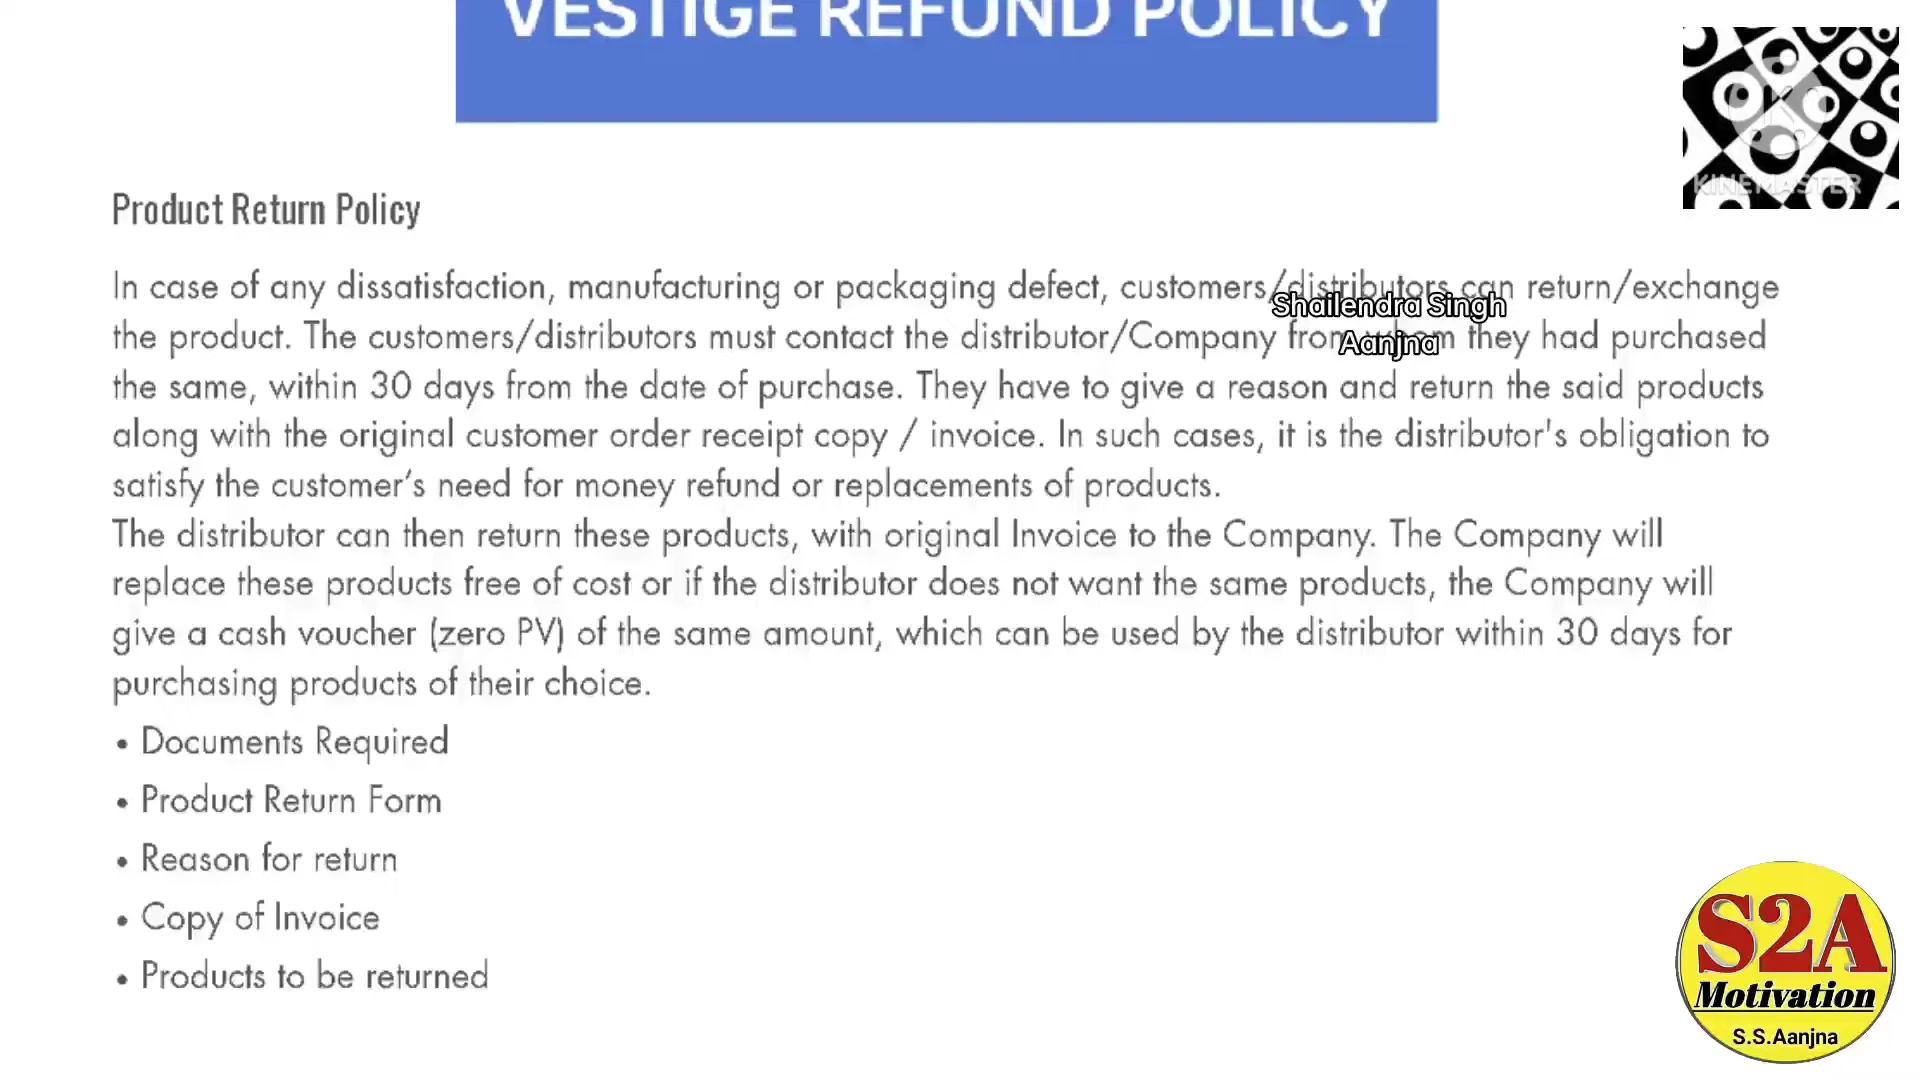 VESTIGE REFUND POLICY
KINEMASTER
Product Return Policy
In case of any dissatisfaction, manufacturing or packaging defect, customers/distributors can return/exchange
Shailendra Singh
the product. The customers/distributors must contact the distributor/Company from whom they had purchased
Aanjna
the same, within 30 days from the date of purchase. They have to give a reason and return the said products
along with the original customer order receipt copy / invoice. In such cases, it is the distributor's obligation to
satisfy the customer’s need for money refund or replacements of products.
The distributor can then return these products, with original Invoice to the Company. The Company will
replace these products free of cost or if the distributor does not want the same products, the Company will
give a cash voucher (zero PV) of the same amount, which can be used by the distributor within 30 days for
purchasing products of their choice.
• Documents Required
• Product Return Form
• Reason for return
• Copy of Invoice
• Products to be returned
S2A
Motivation
S.S.Aanjna